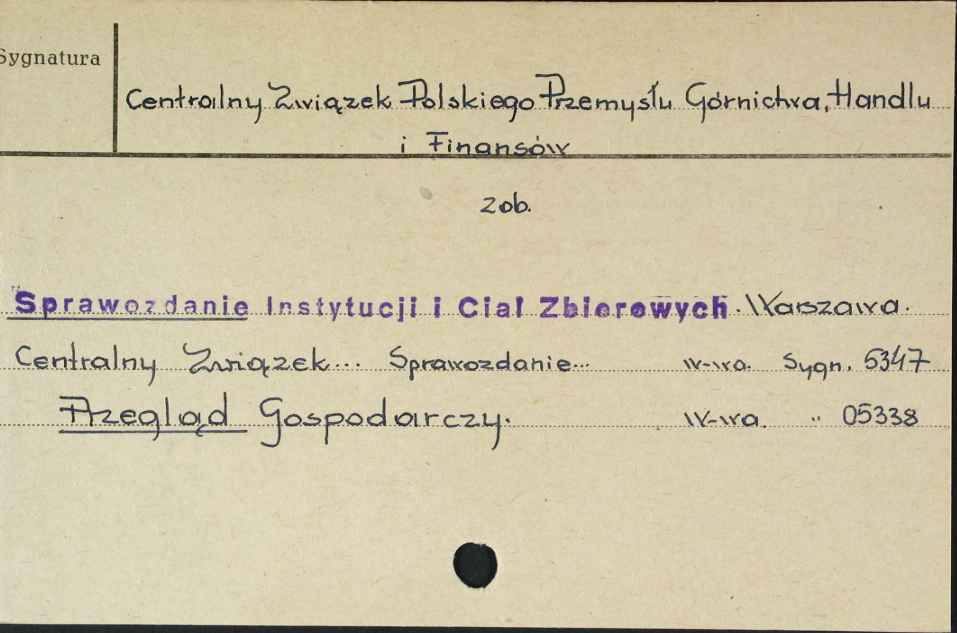 Sygnatura
Centralny Związek Polskiego Przemysłu Górnictwa, Handlu
i Finansów
zob.
Sprawozdanie Instytucji i Ciał Zbiorowych. Warszawa.
Centralny Związek... Sprawozdanie... W-wa. Sygn. 5347
Przegląd Gospodarczy. W-wa. " 05338